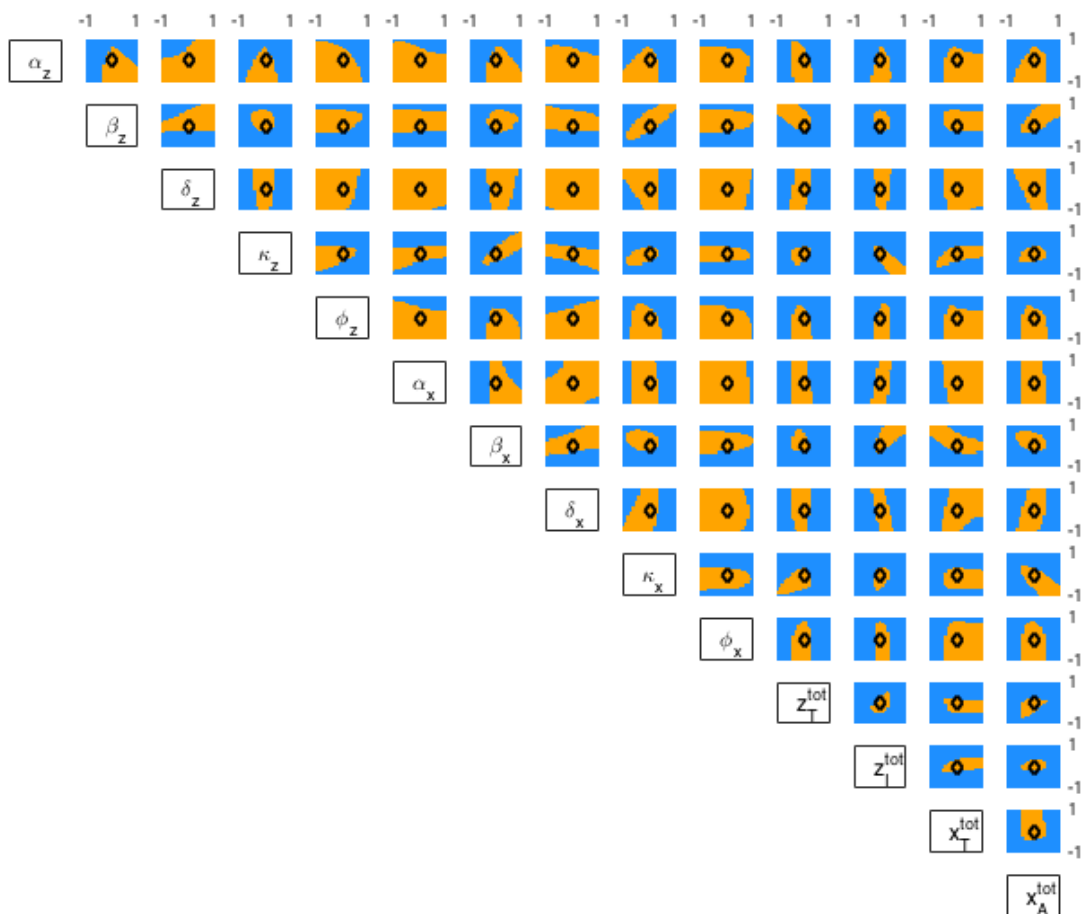 -1 1 -1 1 -1 1 -1 1 -1 1 -1 1 -1 1 -1 1 -1 1 -1 1 -1 1 -1 1 -1 1
α_z 1 -1
β_z 1 -1
δ_z 1 -1
κ_z 1 -1
ϕ_z 1 -1
α_x 1 -1
β_x 1 -1
δ_x 1 -1
κ_x 1 -1
ϕ_x 1 -1
z_T^tot 1 -1
z_I^tot 1 -1
x_T^tot 1 -1
x_A^tot